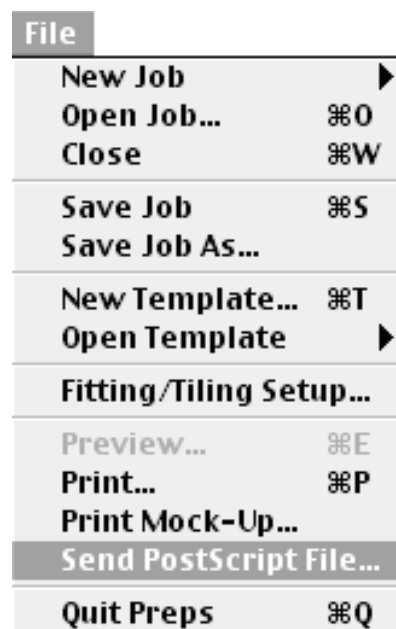 File
New Job
Open Job... ⌘O
Close ⌘W
Save Job ⌘S
Save Job As...
New Template... ⌘T
Open Template
Fitting/Tiling Setup...
Preview... ⌘E
Print... ⌘P
Print Mock-Up...
Send PostScript File...
Quit Preps ⌘Q